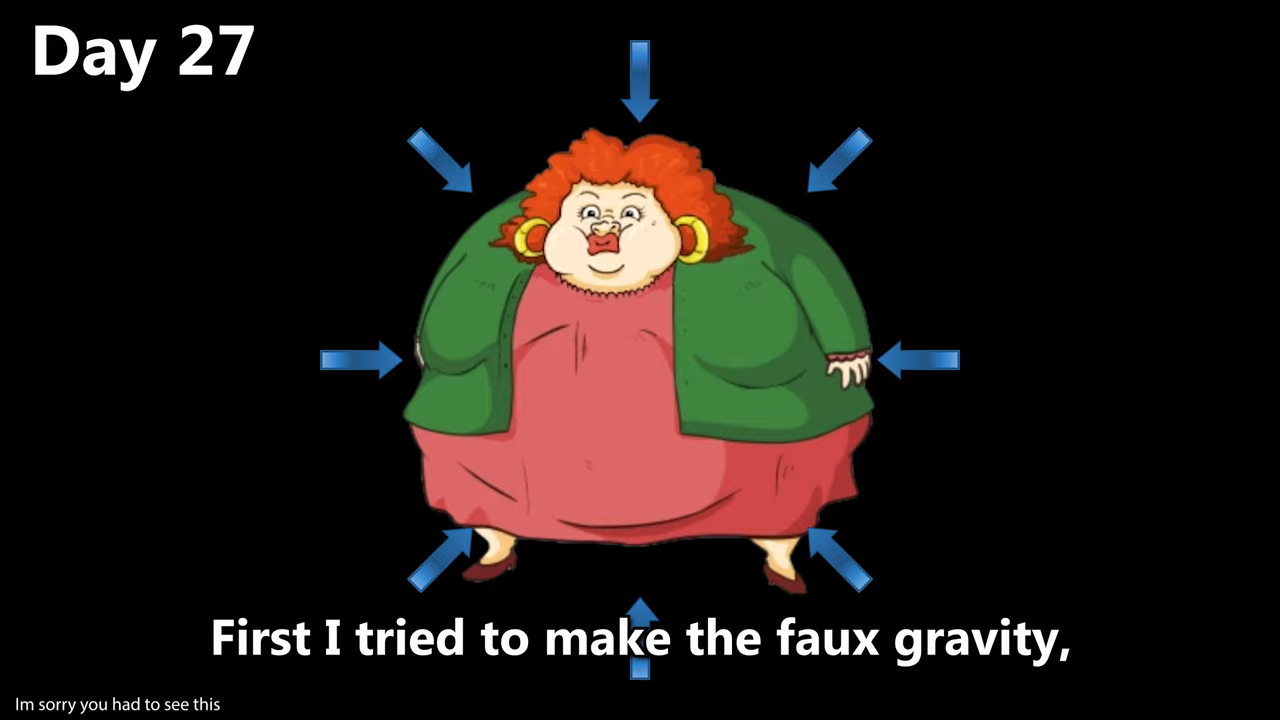 Day 27
First I tried to make the faux gravity,
Im sorry you had to see this